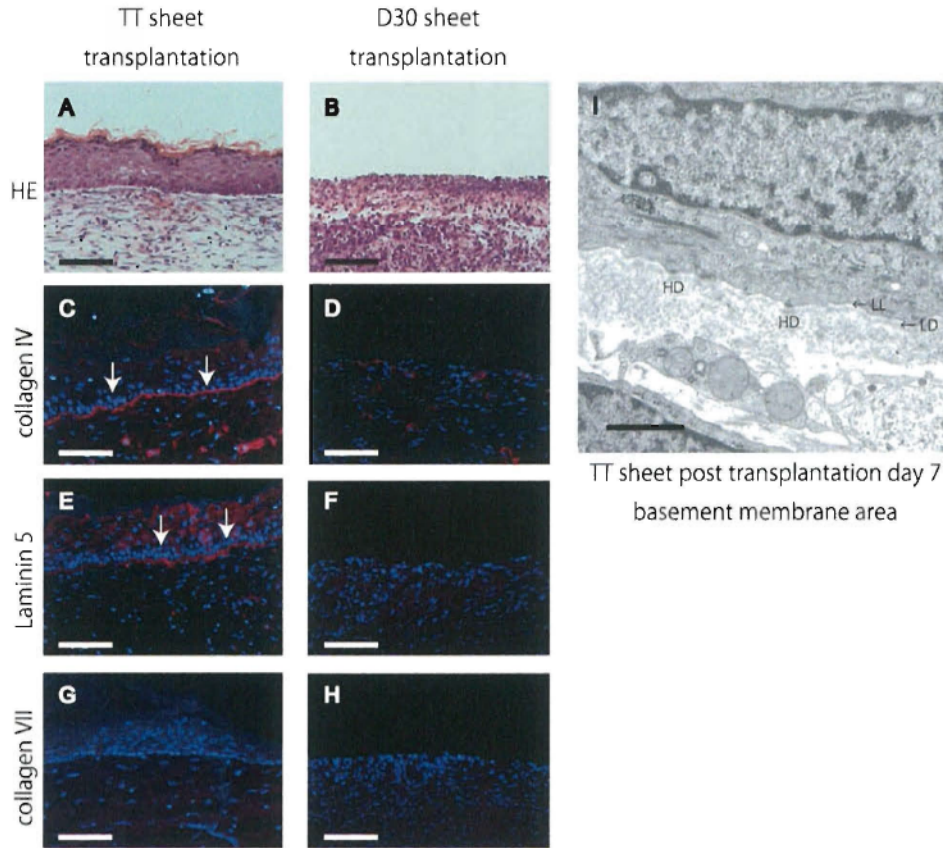 TT sheet
transplantation
D30 sheet
transplantation
HE
A
B
collagen IV
C
D
Laminin 5
E
F
collagen VII
G
H
I
HD
HD
← LL
← LD
TT sheet post transplantation day 7
basement membrane area